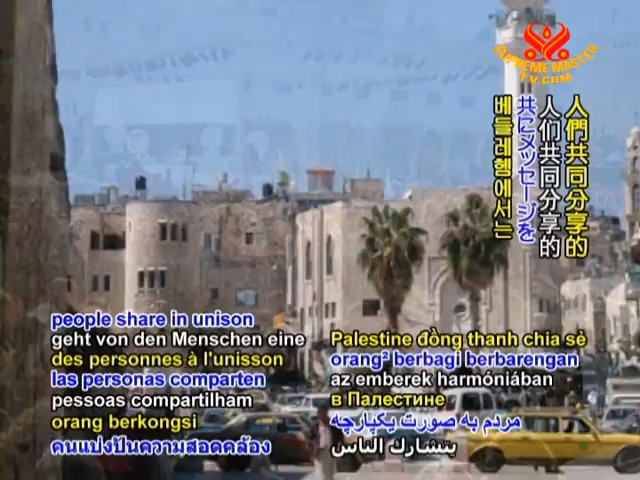 SUPREME MASTER
TV.COM
人們共同分享的
人们共同分享的
共にメッセージを
베들레헴에서는
people share in unison
geht von den Menschen eine
des personnes à l'unisson
las personas comparten
pessoas compartilham
orang berkongsi
คนแบ่งปันความสอดคล้อง
Palestine đồng thanh chia sẻ
orang² berbagi berbarengan
az emberek harmóniában
в Палестине
مردم به صورت یکپارچه
يتشارك الناس